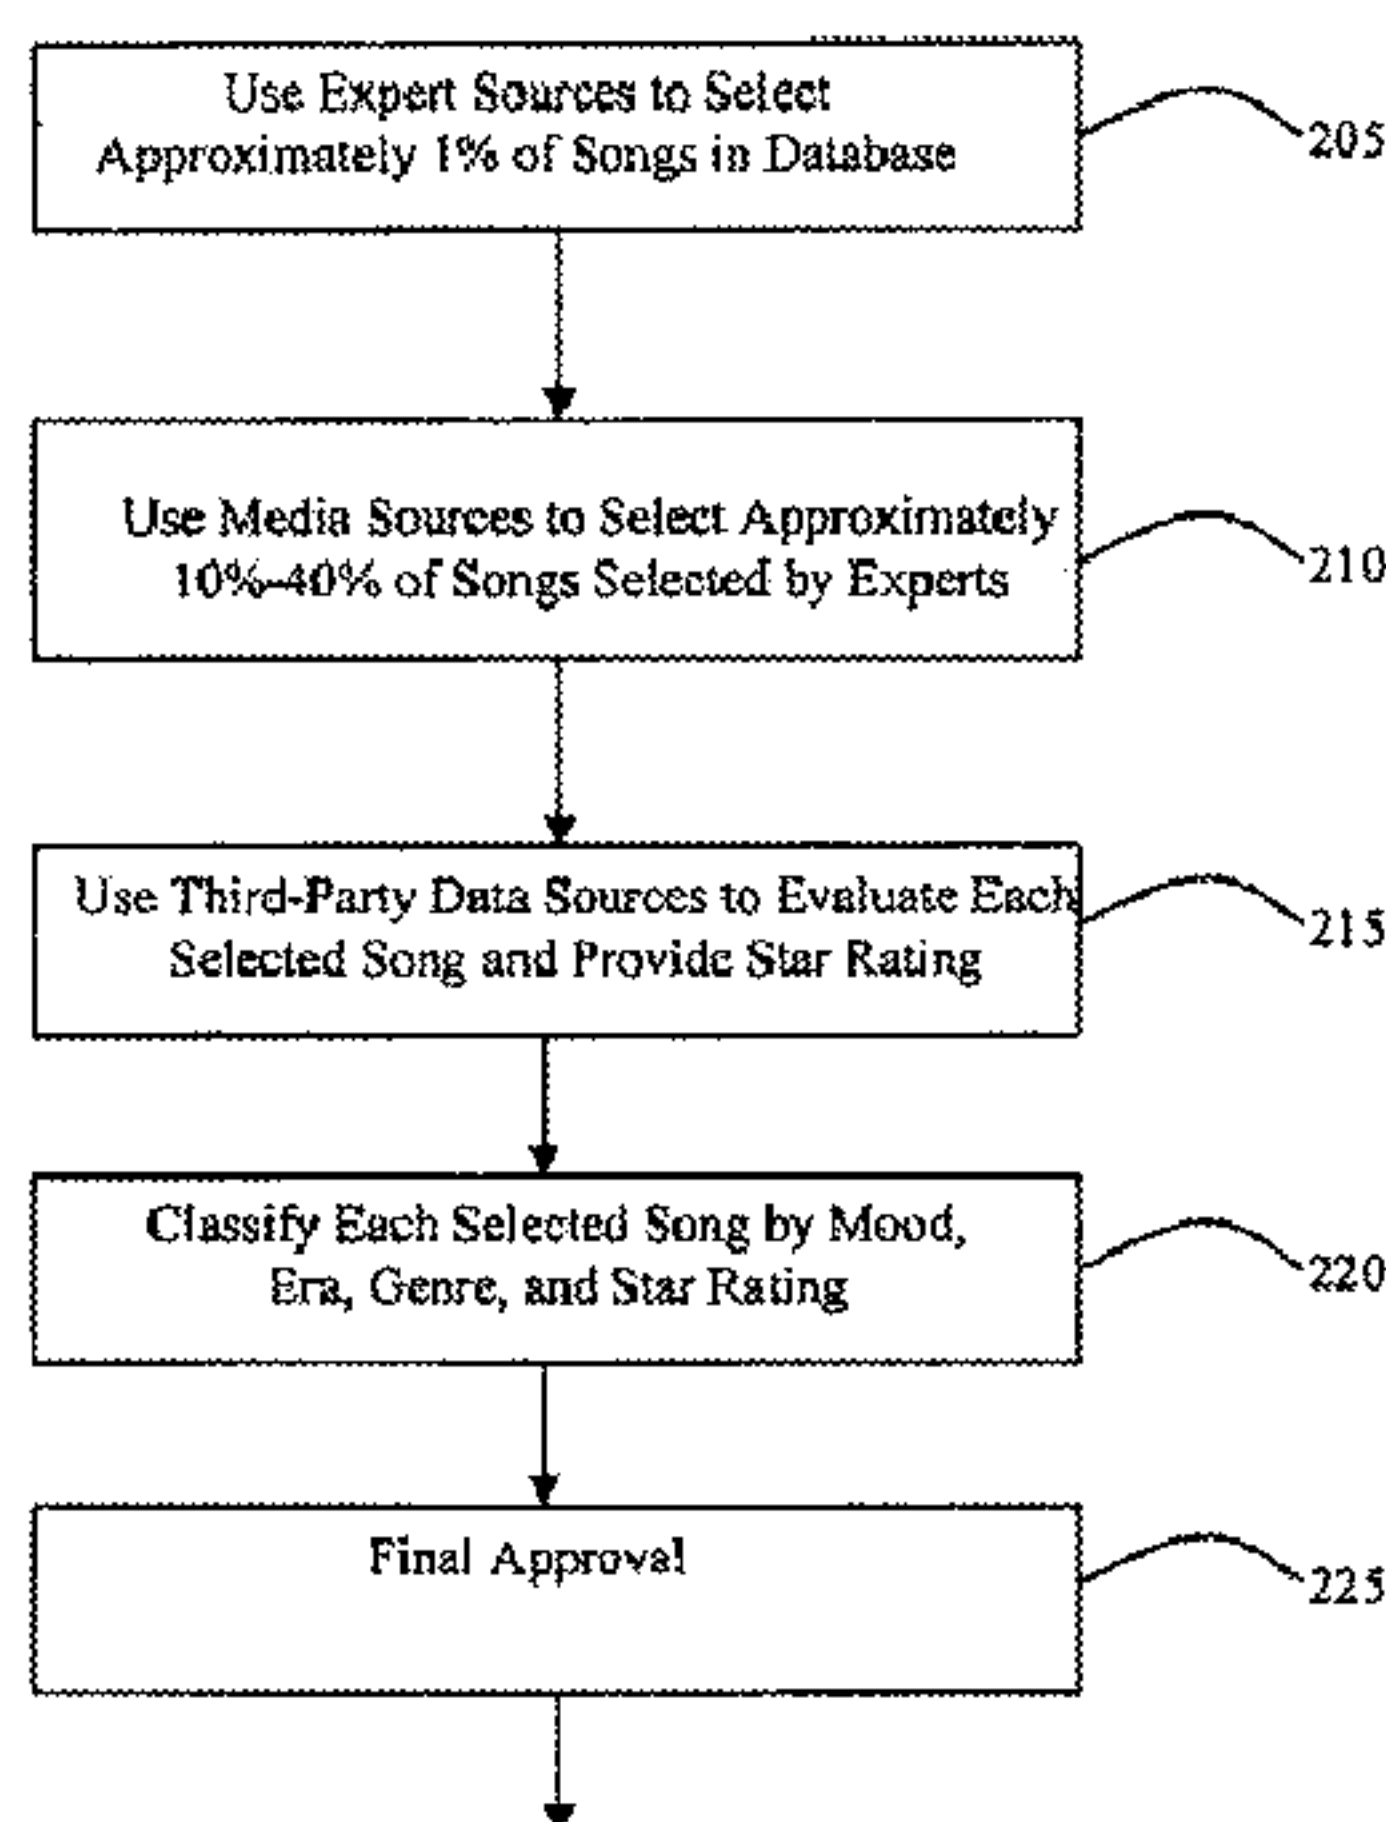 Use Expert Sources to Select
Approximately 1% of Songs in Database
205
Use Media Sources to Select Approximately
10%-40% of Songs Selected by Experts
210
Use Third-Party Data Sources to Evaluate Each
Selected Song and Provide Star Rating
215
Classify Each Selected Song by Mood,
Era, Genre, and Star Rating
220
Final Approval
225